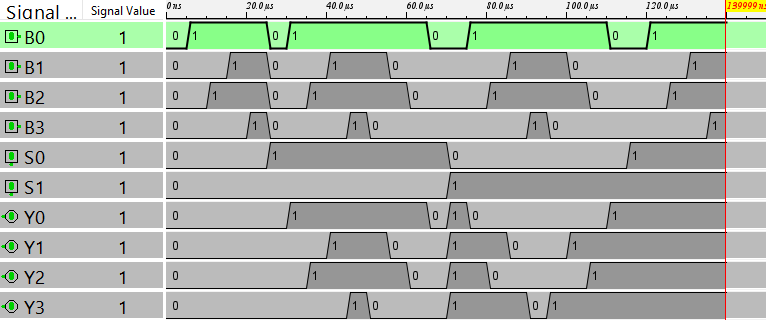 Signal ... Signal Value 0 ns 20.0 µs 40.0 µs 60.0 µs 80.0 µs 100.0 µs 120.0 µs 139999 ns
B0 1 0 1 0 1 0 1 0 1
B1 1 0 1 0 1 0 1 0 1
B2 1 0 1 0 1 0 1 0 1
B3 1 0 1 0 1 0 1 0 1
S0 1 0 1 0 1
S1 1 0 1
Y0 1 0 1 0 1 0 1
Y1 1 0 1 0 1 0 1
Y2 1 0 1 0 1 0 1
Y3 1 0 1 0 1 0 1